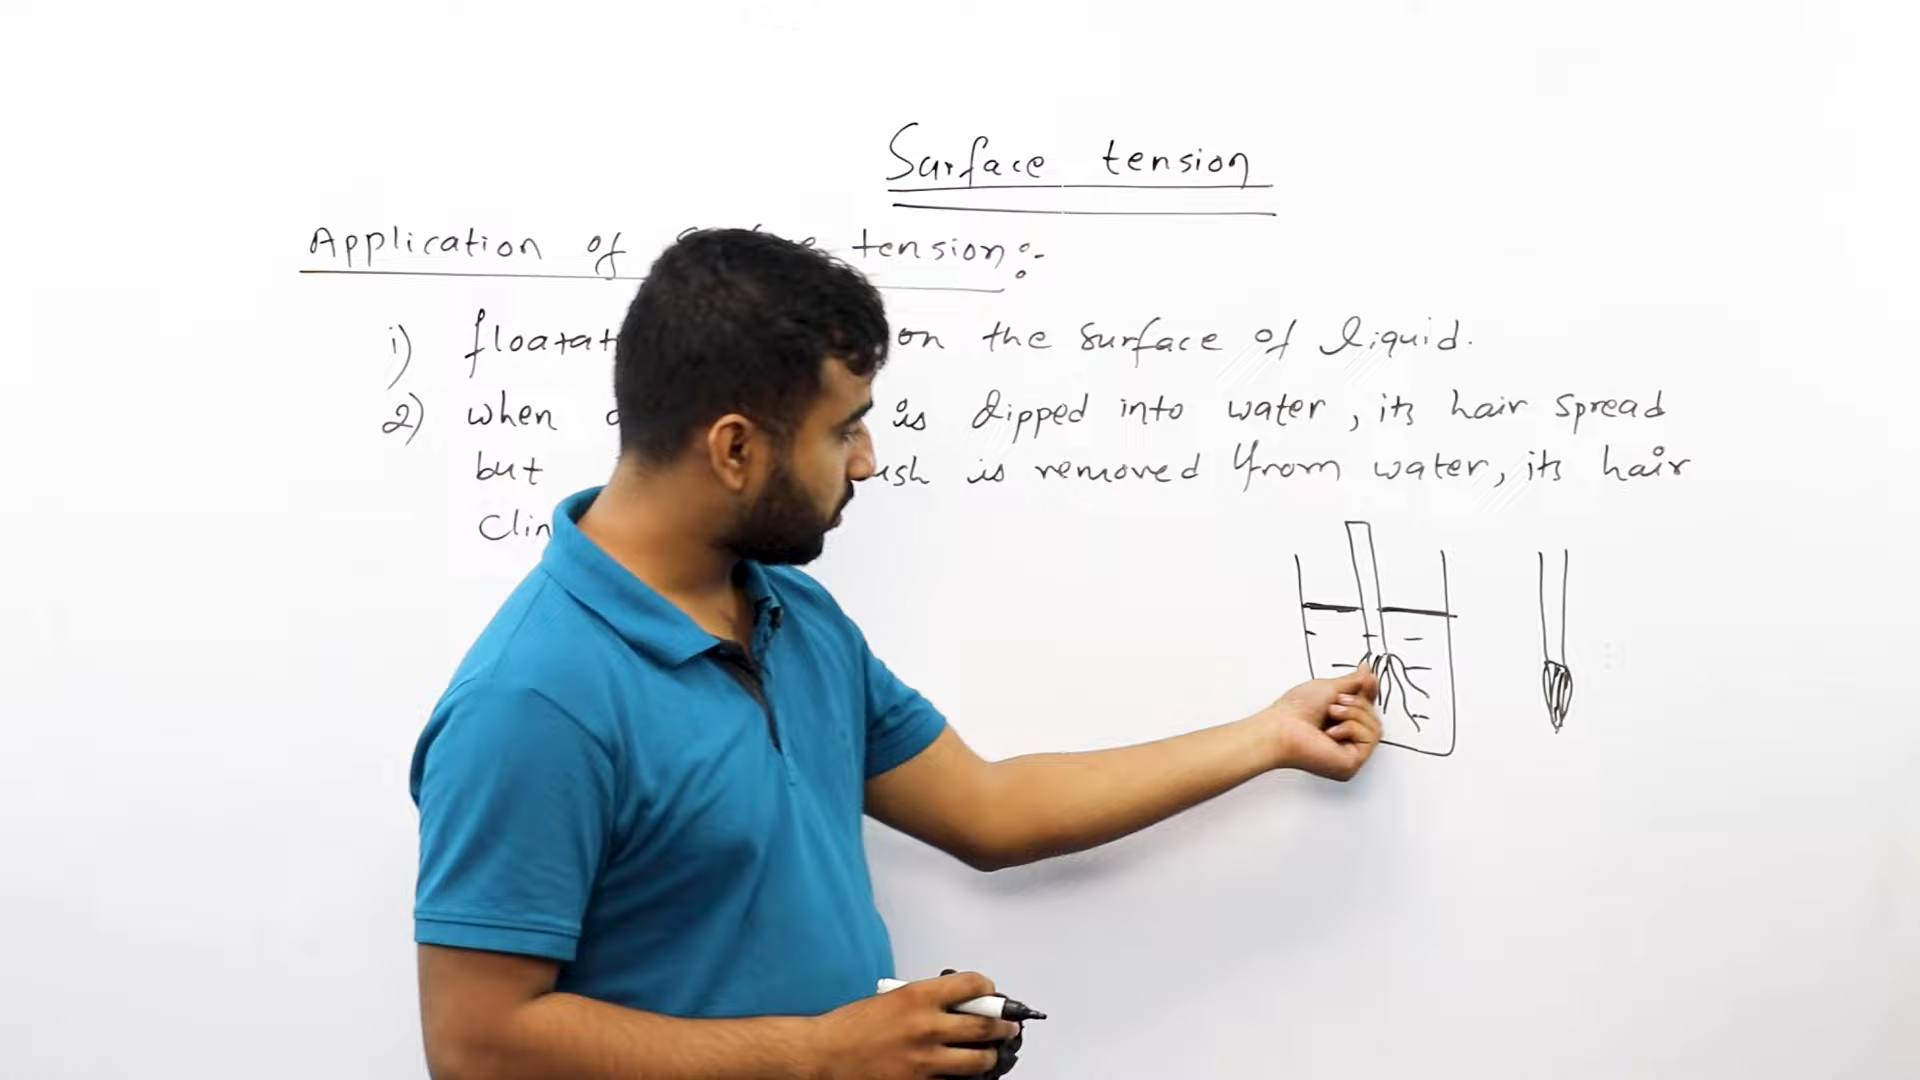 Surface tension
Application of tension:-
i) floatat on the surface of liquid.
2) when is dipped into water, its hair spread
but ush is removed from water, its hair
Clin